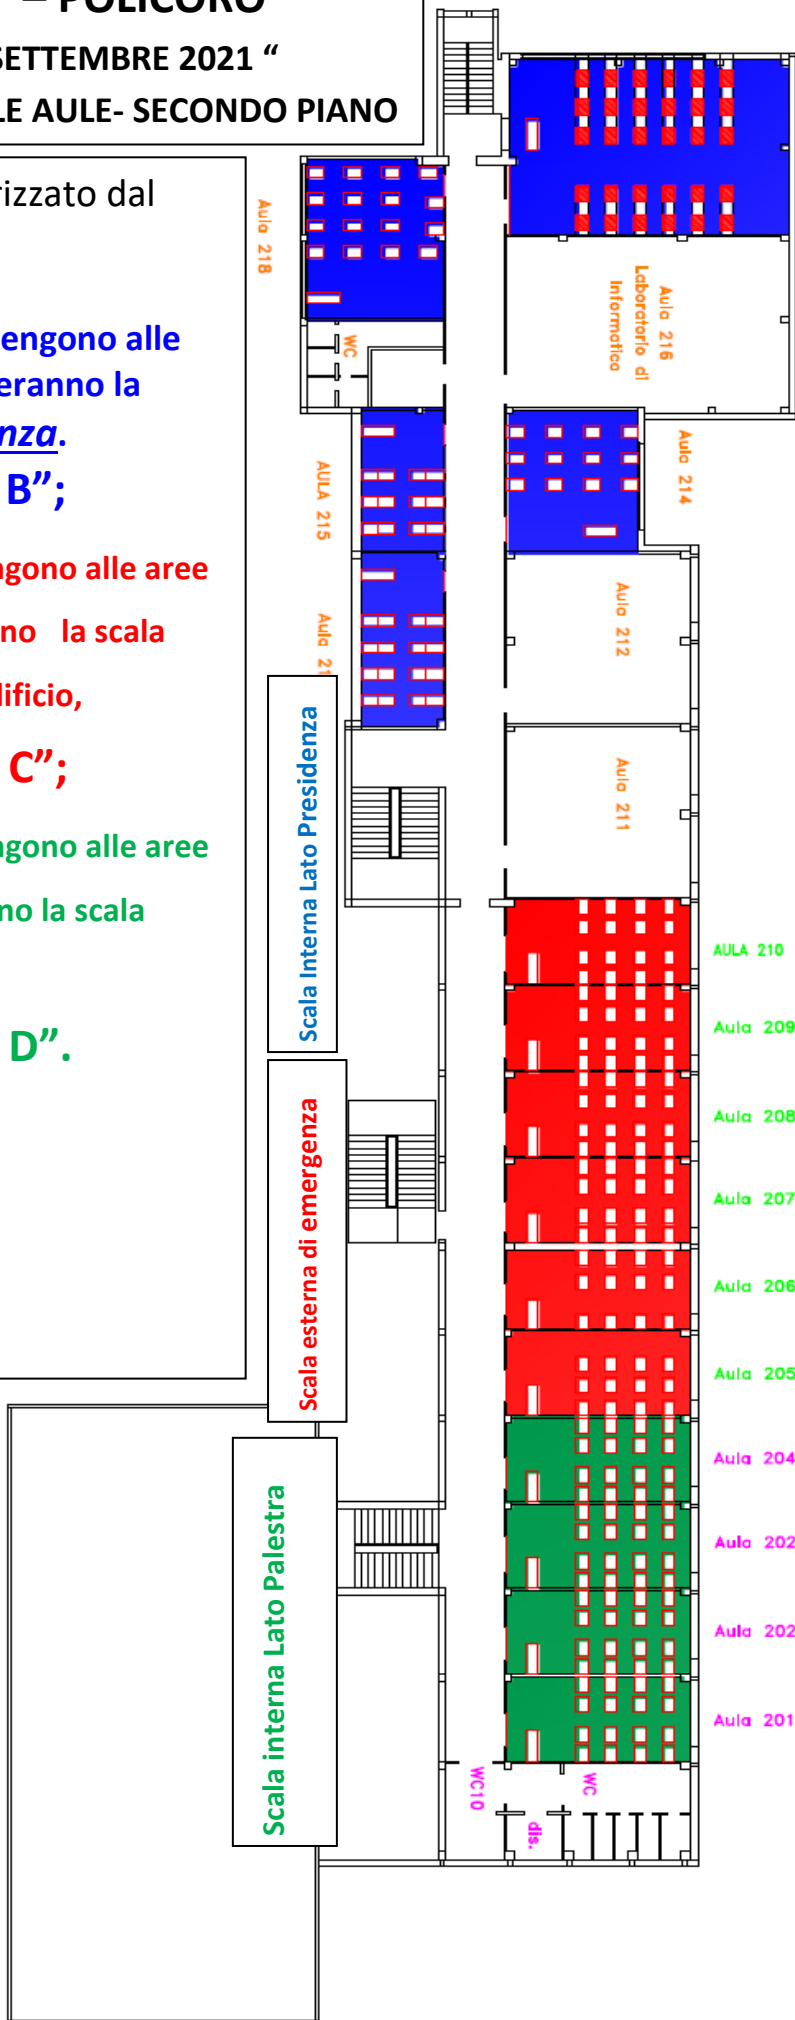 – POLICORO
SETTEMBRE 2021 “
LE AULE- SECONDO PIANO
rizzato dal
engono alle
eranno la
nza.
B”;
ngono alle aree
no la scala
lificio,
C”;
ngono alle aree
no la scala
D”.
Aula 218
WC
Aula 216
Laboratorio di
Informatica
AULA 215
Aula 214
Aula 21
Aula 212
Aula 211
Scala Interna Lato Presidenza
Scala esterna di emergenza
Scala interna Lato Palestra
AULA 210
Aula 209
Aula 208
Aula 207
Aula 206
Aula 205
Aula 204
Aula 202
Aula 202
Aula 201
WC10
WC
dis.